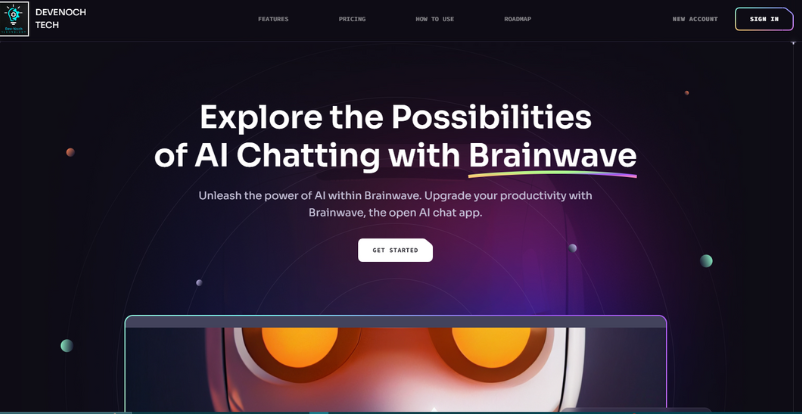 DEVENOCH
TECH
FEATURES
PRICING
HOW TO USE
ROADMAP
NEW ACCOUNT
SIGN IN
Explore the Possibilities
of AI Chatting with Brainwave
Unleash the power of AI within Brainwave. Upgrade your productivity with
Brainwave, the open AI chat app.
GET STARTED